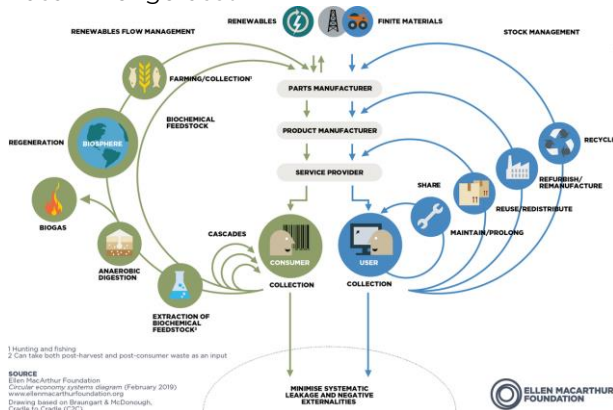 RENEWABLES
FINITE MATERIALS
RENEWABLES FLOW MANAGEMENT
STOCK MANAGEMENT
FARMING/COLLECTION¹
PARTS MANUFACTURER
BIOCHEMICAL
FEEDSTOCK
PRODUCT MANUFACTURER
REGENERATION
BIOSPHERE
RECYCLE
SERVICE PROVIDER
REFURBISH/
REMANUFACTURE
SHARE
REUSE/REDISTRIBUTE
BIOGAS
MAINTAIN/PROLONG
CASCADES
CONSUMER
USER
ANAEROBIC
DIGESTION
COLLECTION
COLLECTION
EXTRACTION OF
BIOCHEMICAL
FEEDSTOCK²
1 Hunting and fishing
2 Can take both post-harvest and post-consumer waste as an input
SOURCE
Ellen MacArthur Foundation
Circular economy systems diagram (February 2019)
www.ellenmacarthurfoundation.org
Drawing based on Braungart & McDonough,
Cradle to Cradle (C2C)
MINIMISE SYSTEMATIC
LEAKAGE AND NEGATIVE
EXTERNALITIES
ELLEN MACARTHUR
FOUNDATION